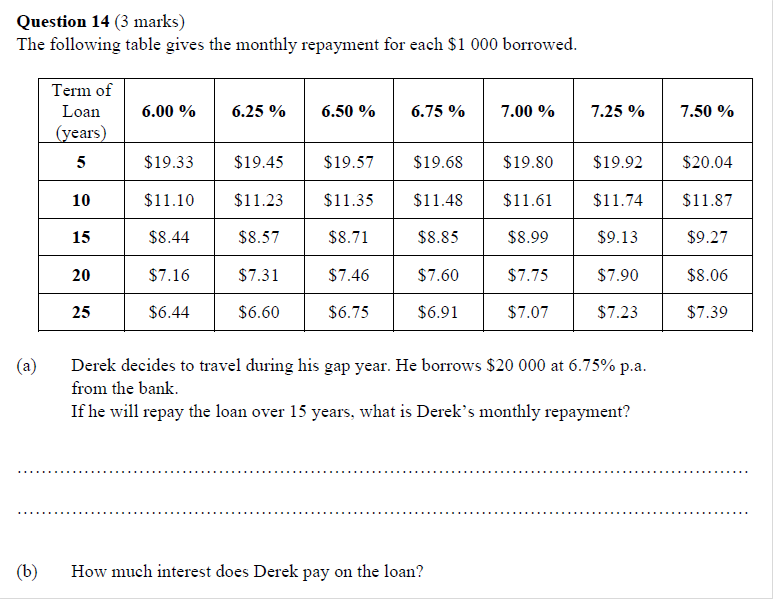 Question 14 (3 marks)
The following table gives the monthly repayment for each $1 000 borrowed.
Term of
Loan
(years)
6.00 % 6.25 % 6.50 % 6.75 % 7.00 % 7.25 % 7.50 %
5 $19.33 $19.45 $19.57 $19.68 $19.80 $19.92 $20.04
10 $11.10 $11.23 $11.35 $11.48 $11.61 $11.74 $11.87
15 $8.44 $8.57 $8.71 $8.85 $8.99 $9.13 $9.27
20 $7.16 $7.31 $7.46 $7.60 $7.75 $7.90 $8.06
25 $6.44 $6.60 $6.75 $6.91 $7.07 $7.23 $7.39
(a) Derek decides to travel during his gap year. He borrows $20 000 at 6.75% p.a.
from the bank.
If he will repay the loan over 15 years, what is Derek’s monthly repayment?
(b) How much interest does Derek pay on the loan?